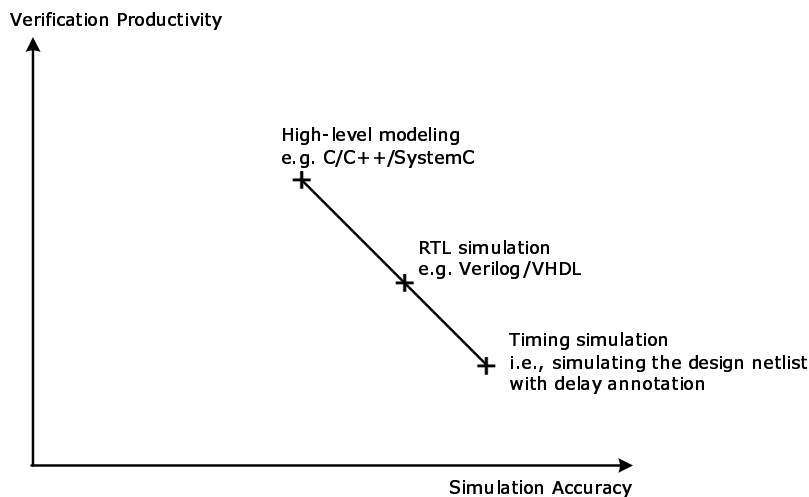 Verification Productivity
High-level modeling
e.g. C/C++/SystemC
RTL simulation
e.g. Verilog/VHDL
Timing simulation
i.e., simulating the design netlist
with delay annotation
Simulation Accuracy